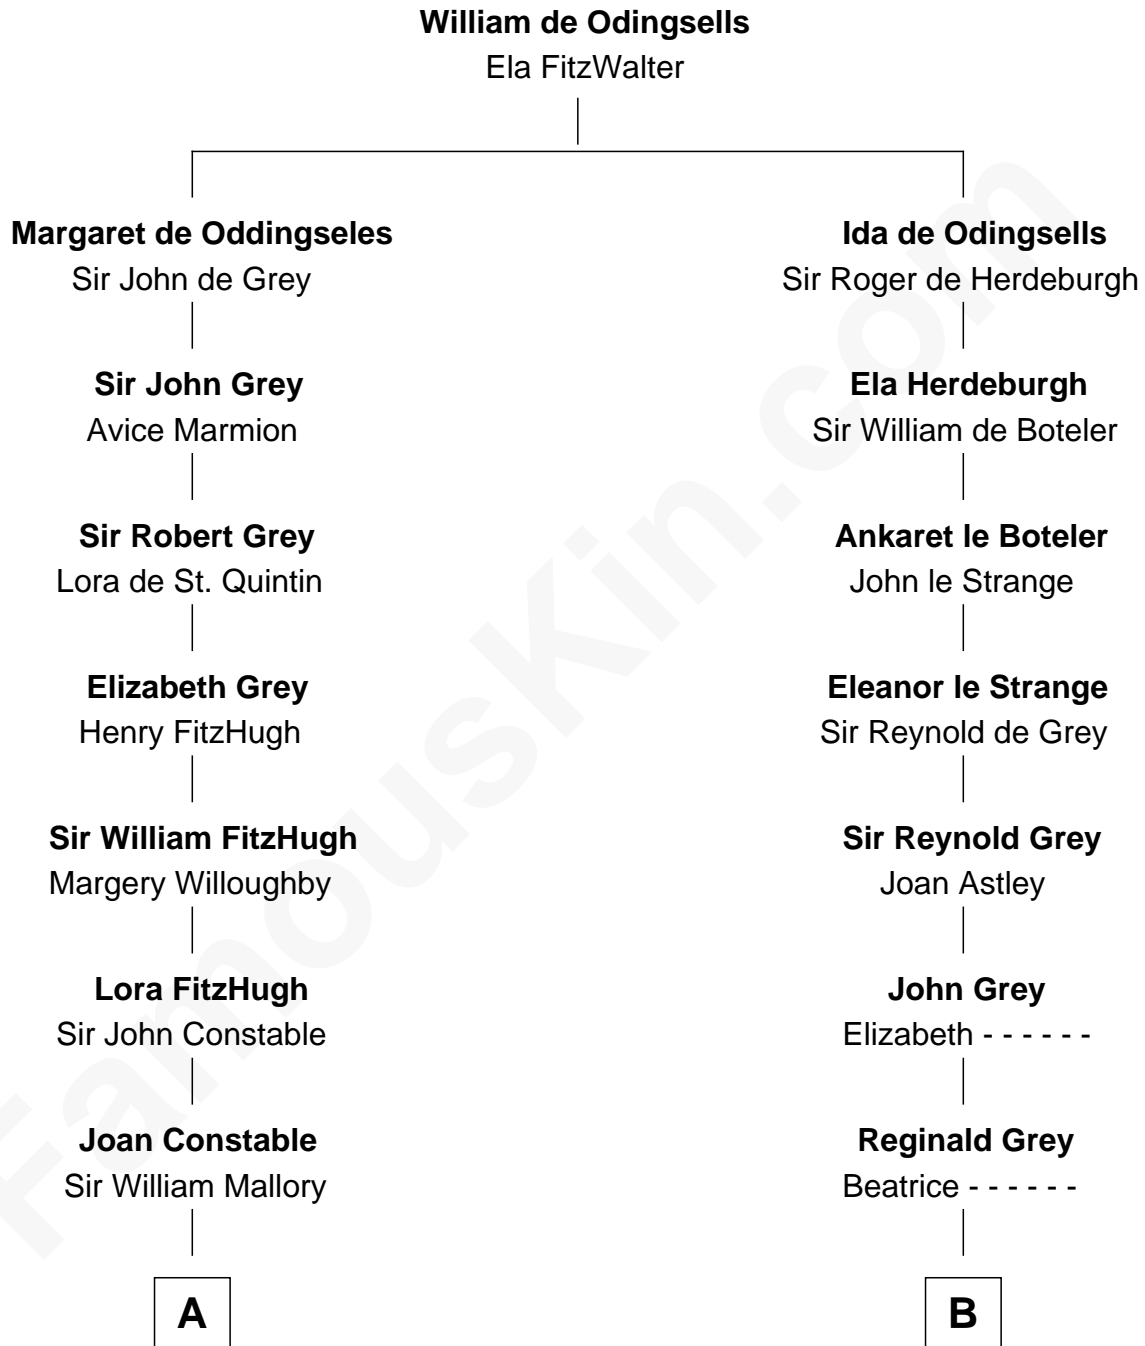 William de Odingsells
Ela FitzWalter
Margaret de Oddingseles
Sir John de Grey
Sir John Grey
Avice Marmion
Sir Robert Grey
Lora de St. Quintin
Elizabeth Grey
Henry FitzHugh
Sir William FitzHugh
Margery Willoughby
Lora FitzHugh
Sir John Constable
Joan Constable
Sir William Mallory
A
Ida de Odingsells
Sir Roger de Herdeburgh
Ela Herdeburgh
Sir William de Boteler
Ankaret le Boteler
John le Strange
Eleanor le Strange
Sir Reynold de Grey
Sir Reynold Grey
Joan Astley
John Grey
Elizabeth - - - - - -
Reginald Grey
Beatrice - - - - - -
B
FamousKin.com